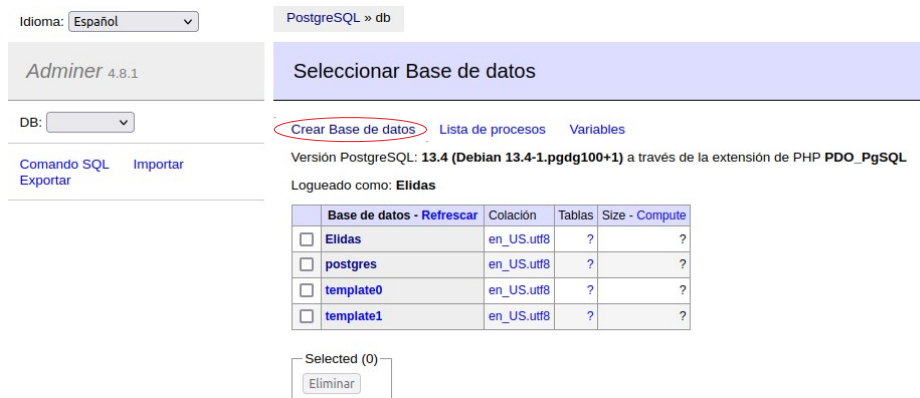 Idioma: Español
PostgreSQL » db
Adminer 4.8.1
Seleccionar Base de datos
DB:
Crear Base de datos Lista de procesos Variables
Comando SQL Importar
Exportar
Versión PostgreSQL: 13.4 (Debian 13.4-1.pgdg100+1) a través de la extensión de PHP PDO_PgSQL
Logueado como: Elidas
Base de datos - Refrescar Colación Tablas Size - Compute
Elidas en_US.utf8 ? ?
postgres en_US.utf8 ? ?
template0 en_US.utf8 ? ?
template1 en_US.utf8 ? ?
Selected (0)
Eliminar